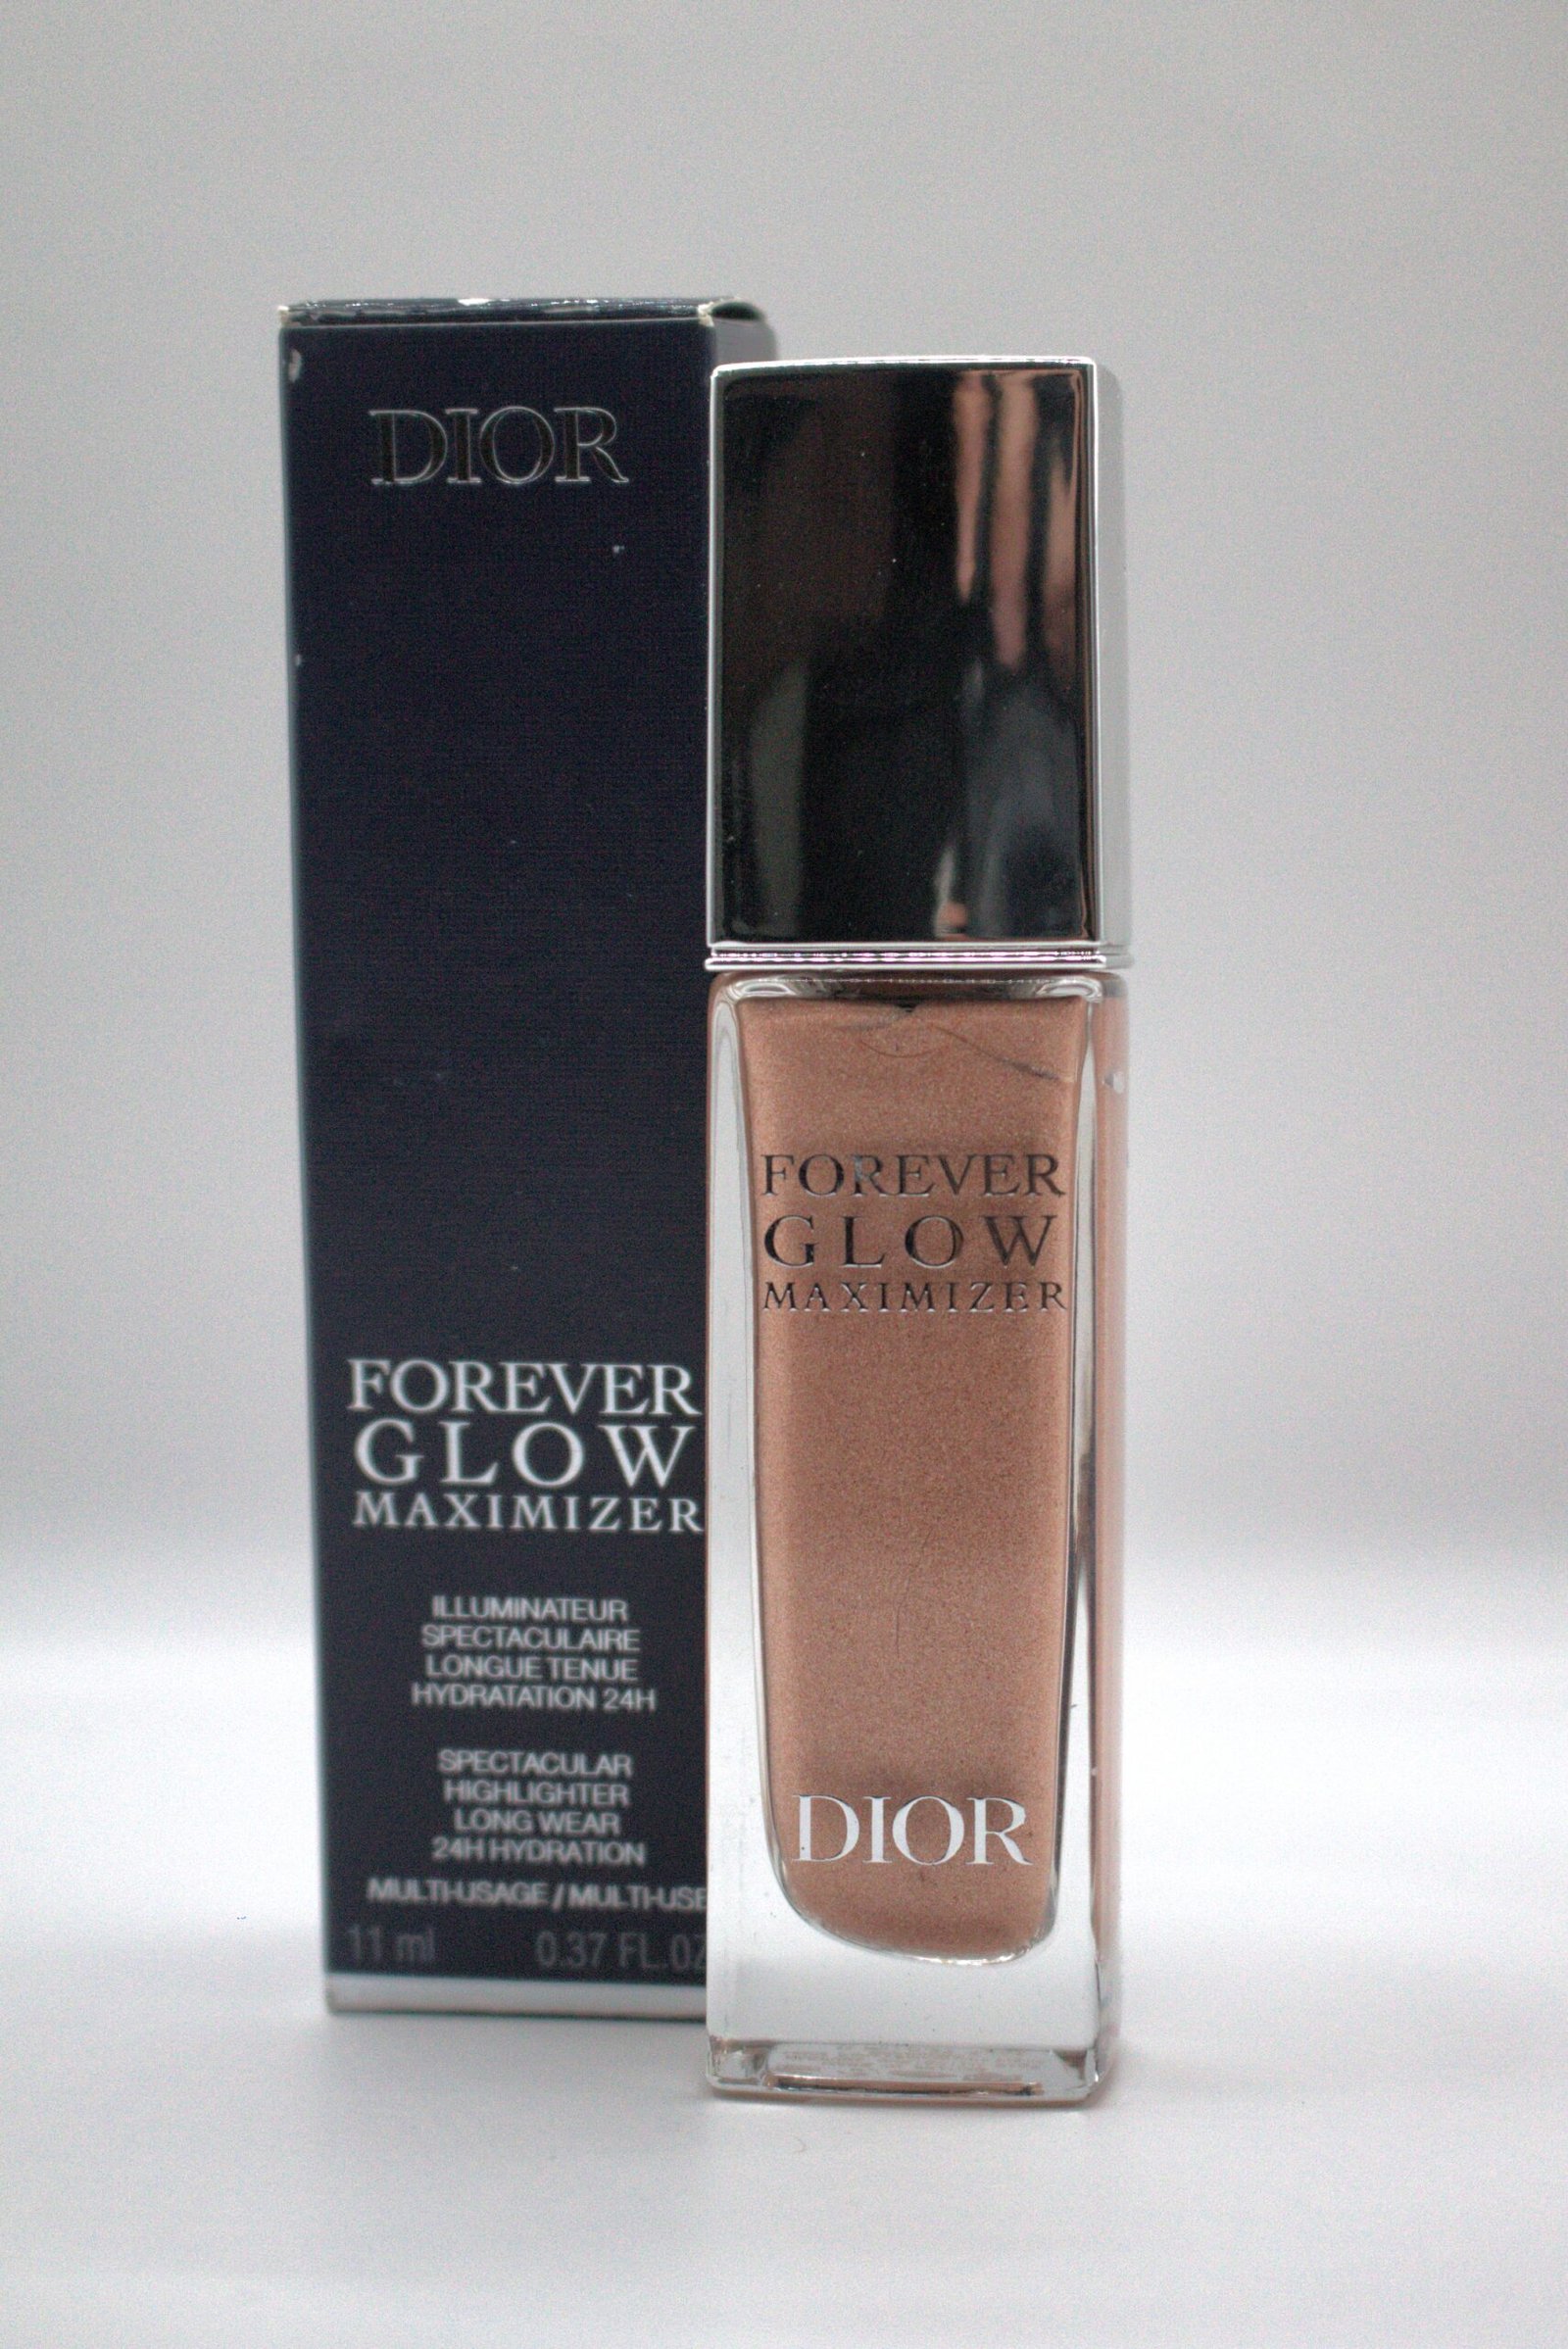 DIOR
FOREVER
GLOW
MAXIMIZER
ILLUMINATEUR
SPECTACULAIRE
LONGUE TENUE
HYDRATATION 24H
SPECTACULAR
HIGHLIGHTER
LONG WEAR
24H HYDRATION
MULTI-USAGE / MULTI-USE
11 ml 0.37 FL.OZ
FOREVER
GLOW
MAXIMIZER
DIOR